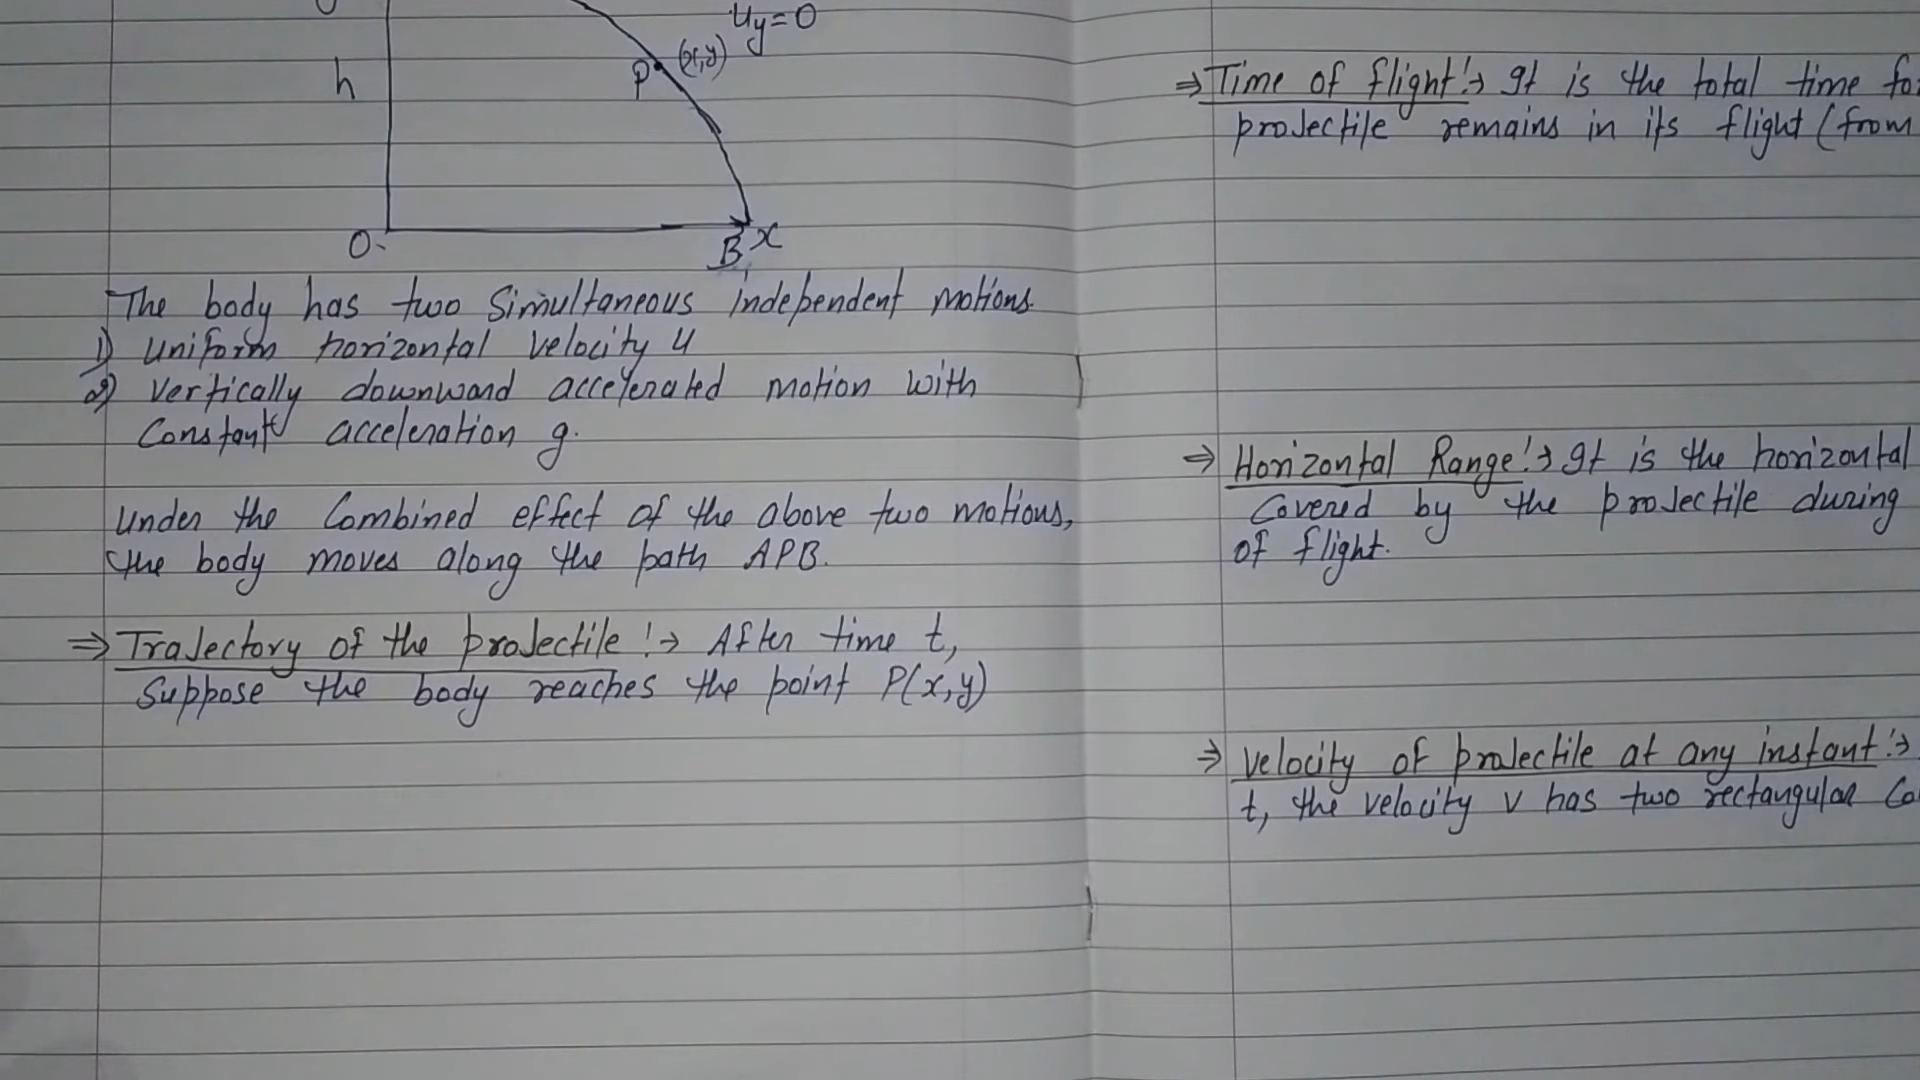 uy=0
h
P (x,y)
O
B x
The body has two Simultaneous independent motions.
1) uniform horizontal velocity u
2) vertically downward accelerated motion with
Constant acceleration g.
under the Combined effect of the above two motions,
the body moves along the path APB.
⇒ Trajectory of the projectile :→ After time t,
Suppose the body reaches the point P(x,y)
⇒ Time of flight :→ It is the total time
projectile remains in its flight (from
⇒ Horizontal Range :→ It is the horizontal
Covered by the projectile during
of flight.
⇒ velocity of projectile at any instant :→
t, the velocity v has two rectangular